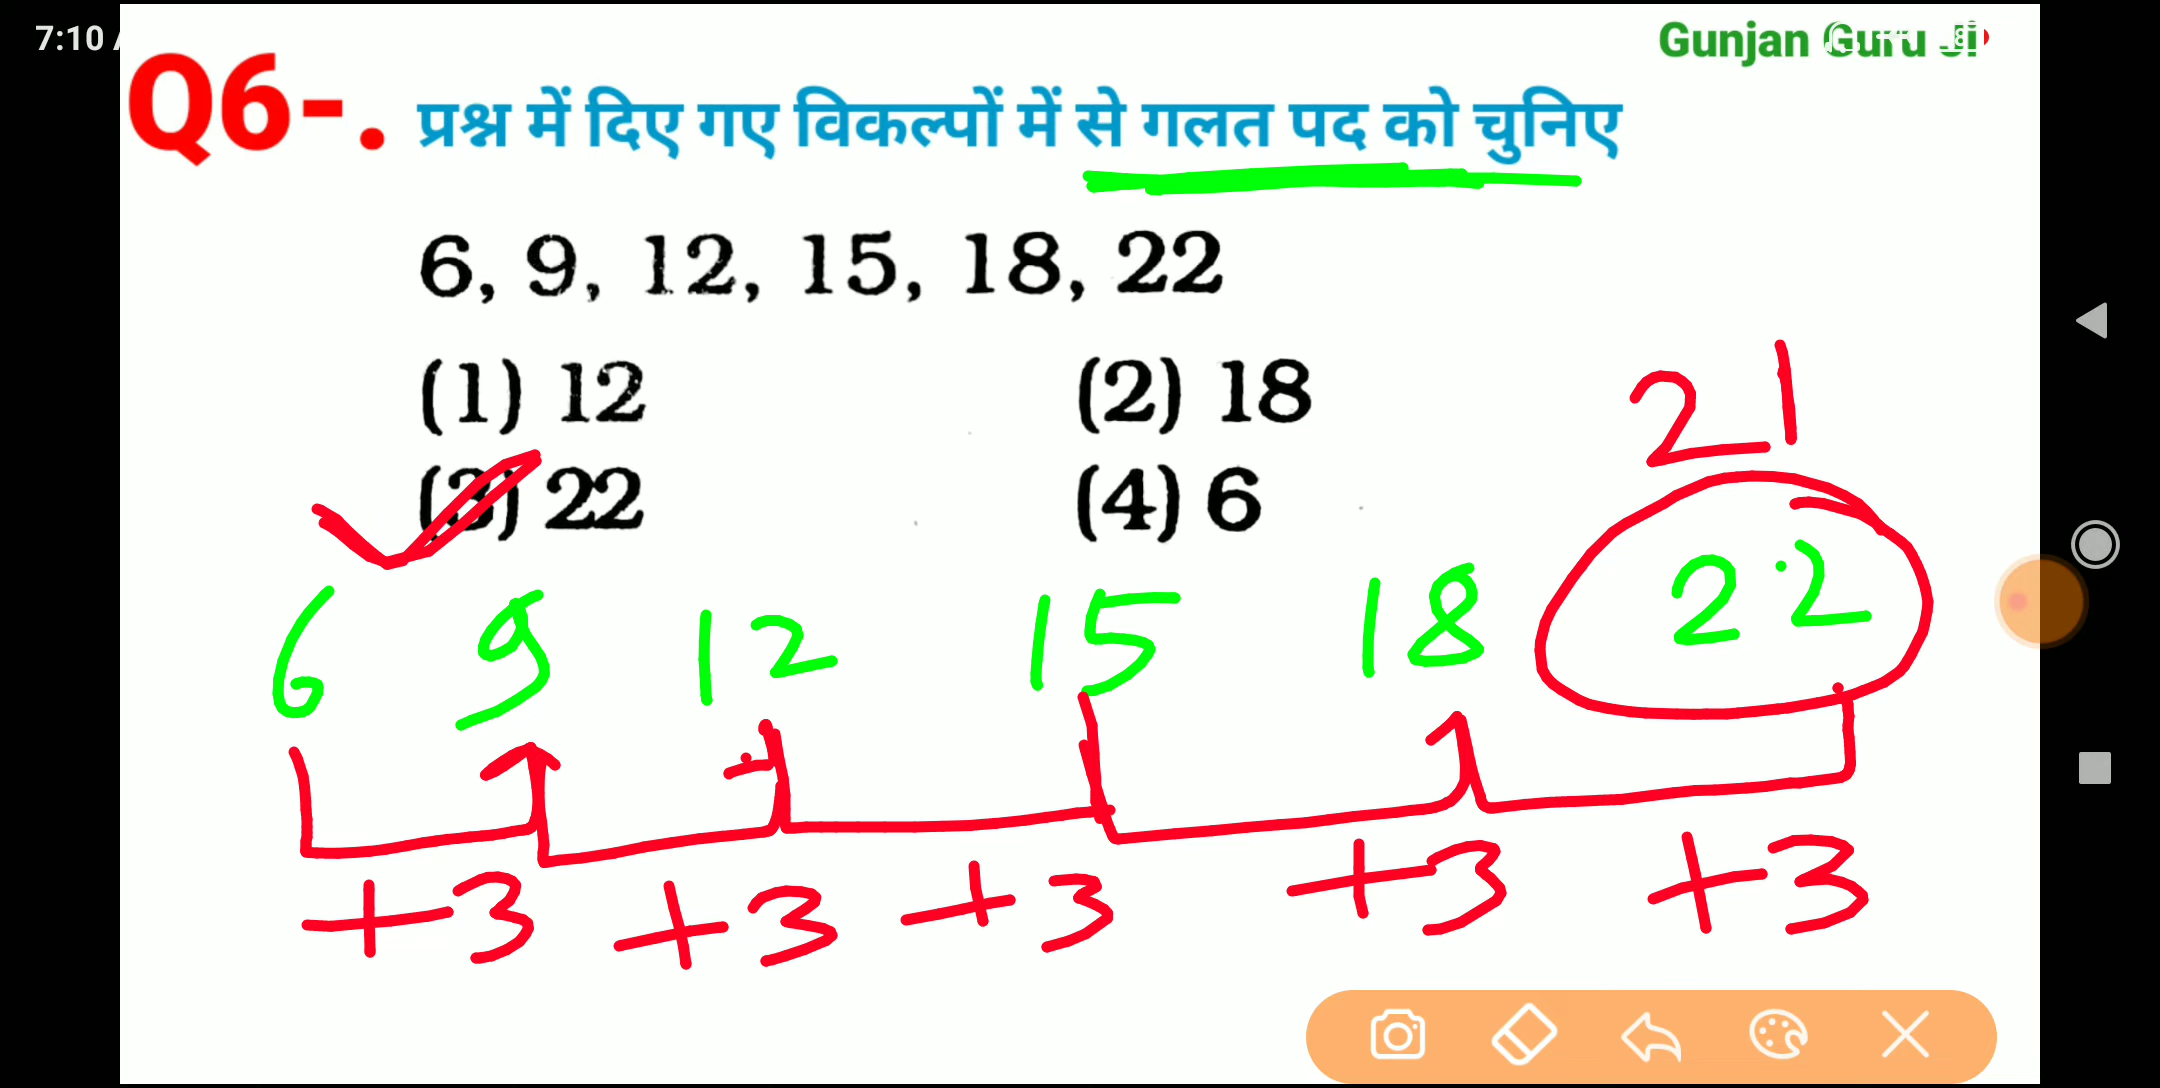 7:10
Gunjan Guru Ji
Q6-. प्रश्न में दिए गए विकल्पों में से गलत पद को चुनिए
6, 9, 12, 15, 18, 22
(1) 12 (2) 18
(3) 22 (4) 6
21
6 9 12 15 18 22
+3 +3 +3 +3 +3